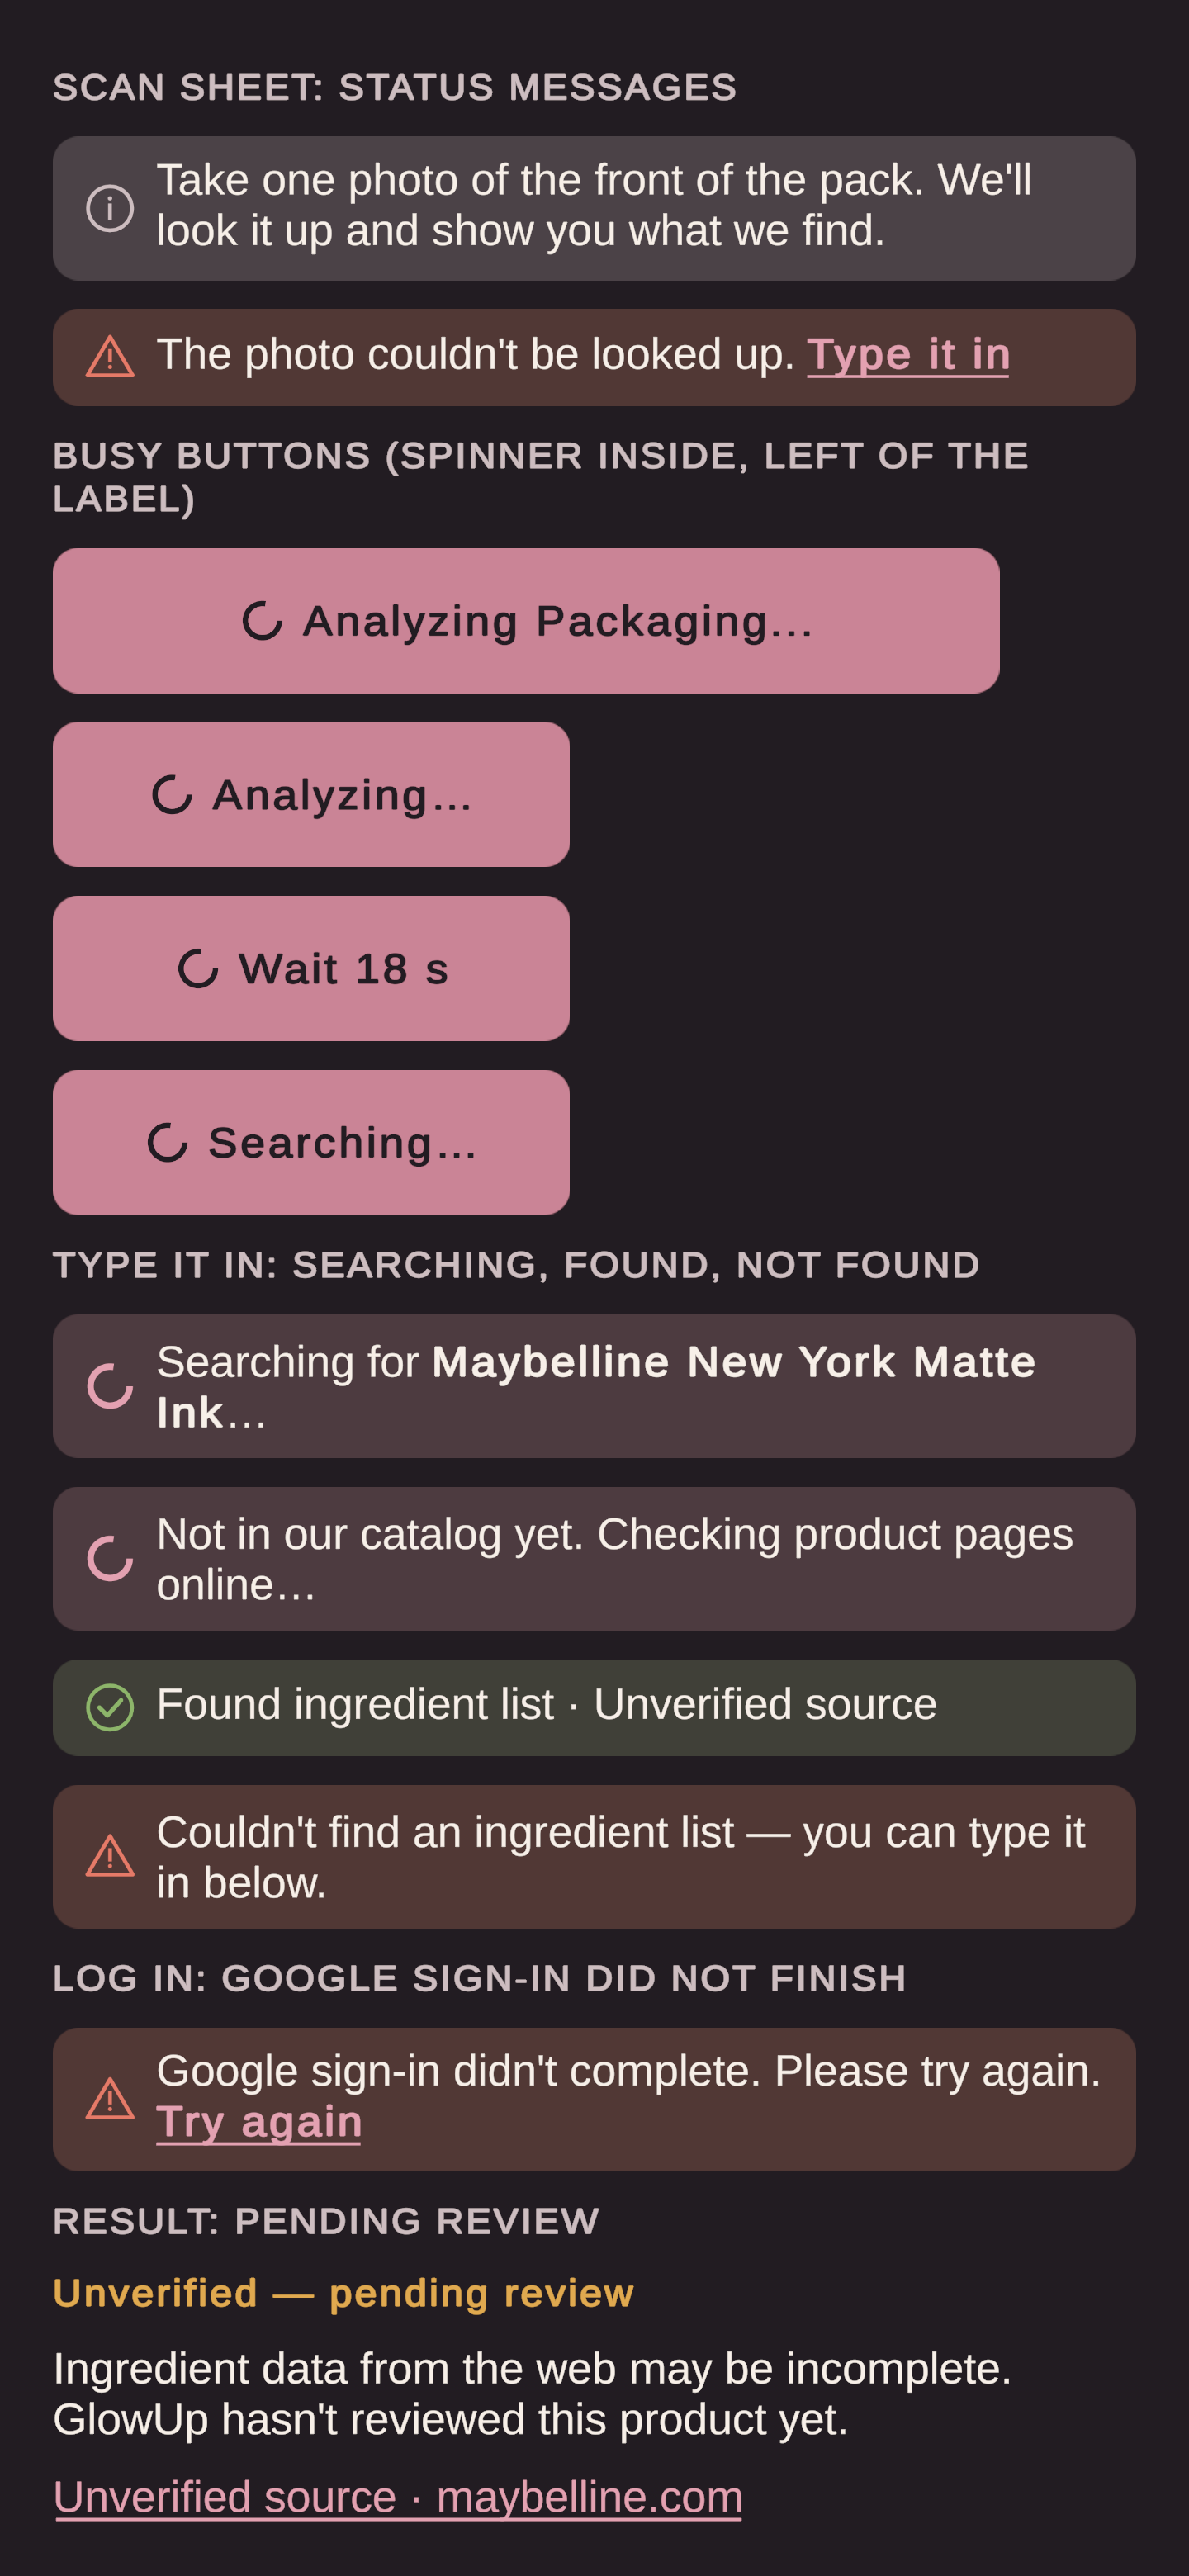 SCAN SHEET: STATUS MESSAGES
Take one photo of the front of the pack. We'll
look it up and show you what we find.
The photo couldn't be looked up. Type it in
BUSY BUTTONS (SPINNER INSIDE, LEFT OF THE
LABEL)
Analyzing Packaging…
Analyzing…
Wait 18 s
Searching…
TYPE IT IN: SEARCHING, FOUND, NOT FOUND
Searching for Maybelline New York Matte
Ink…
Not in our catalog yet. Checking product pages
online…
Found ingredient list · Unverified source
Couldn't find an ingredient list — you can type it
in below.
LOG IN: GOOGLE SIGN-IN DID NOT FINISH
Google sign-in didn't complete. Please try again.
Try again
RESULT: PENDING REVIEW
Unverified — pending review
Ingredient data from the web may be incomplete.
GlowUp hasn't reviewed this product yet.
Unverified source · maybelline.com